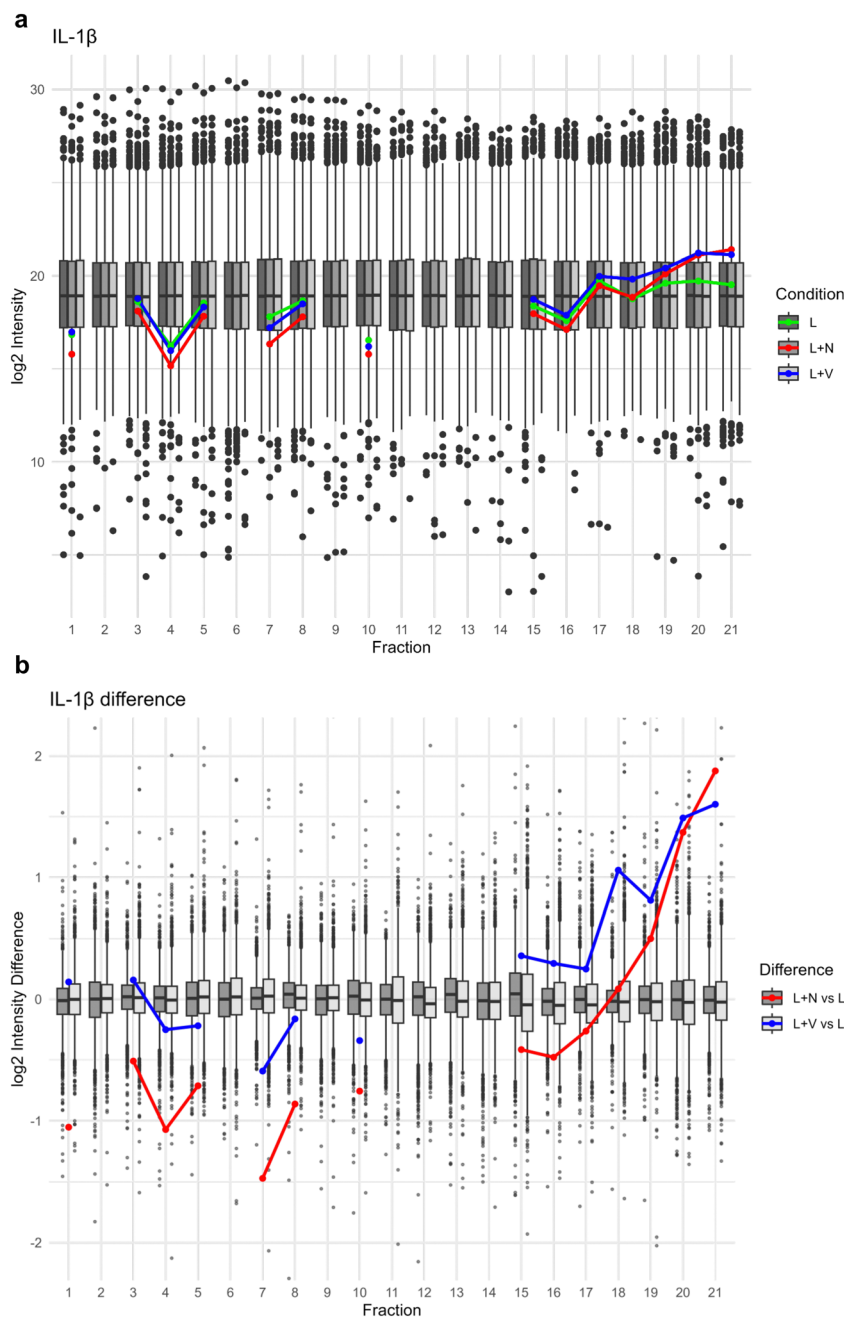 a
IL-1β
30
20
10
log2 Intensity
1 2 3 4 5 6 7 8 9 10 11 12 13 14 15 16 17 18 19 20 21
Fraction
Condition
L
L+N
L+V
b
IL-1β difference
2
1
0
-1
-2
log2 Intensity Difference
1 2 3 4 5 6 7 8 9 10 11 12 13 14 15 16 17 18 19 20 21
Fraction
Difference
L+N vs L
L+V vs L